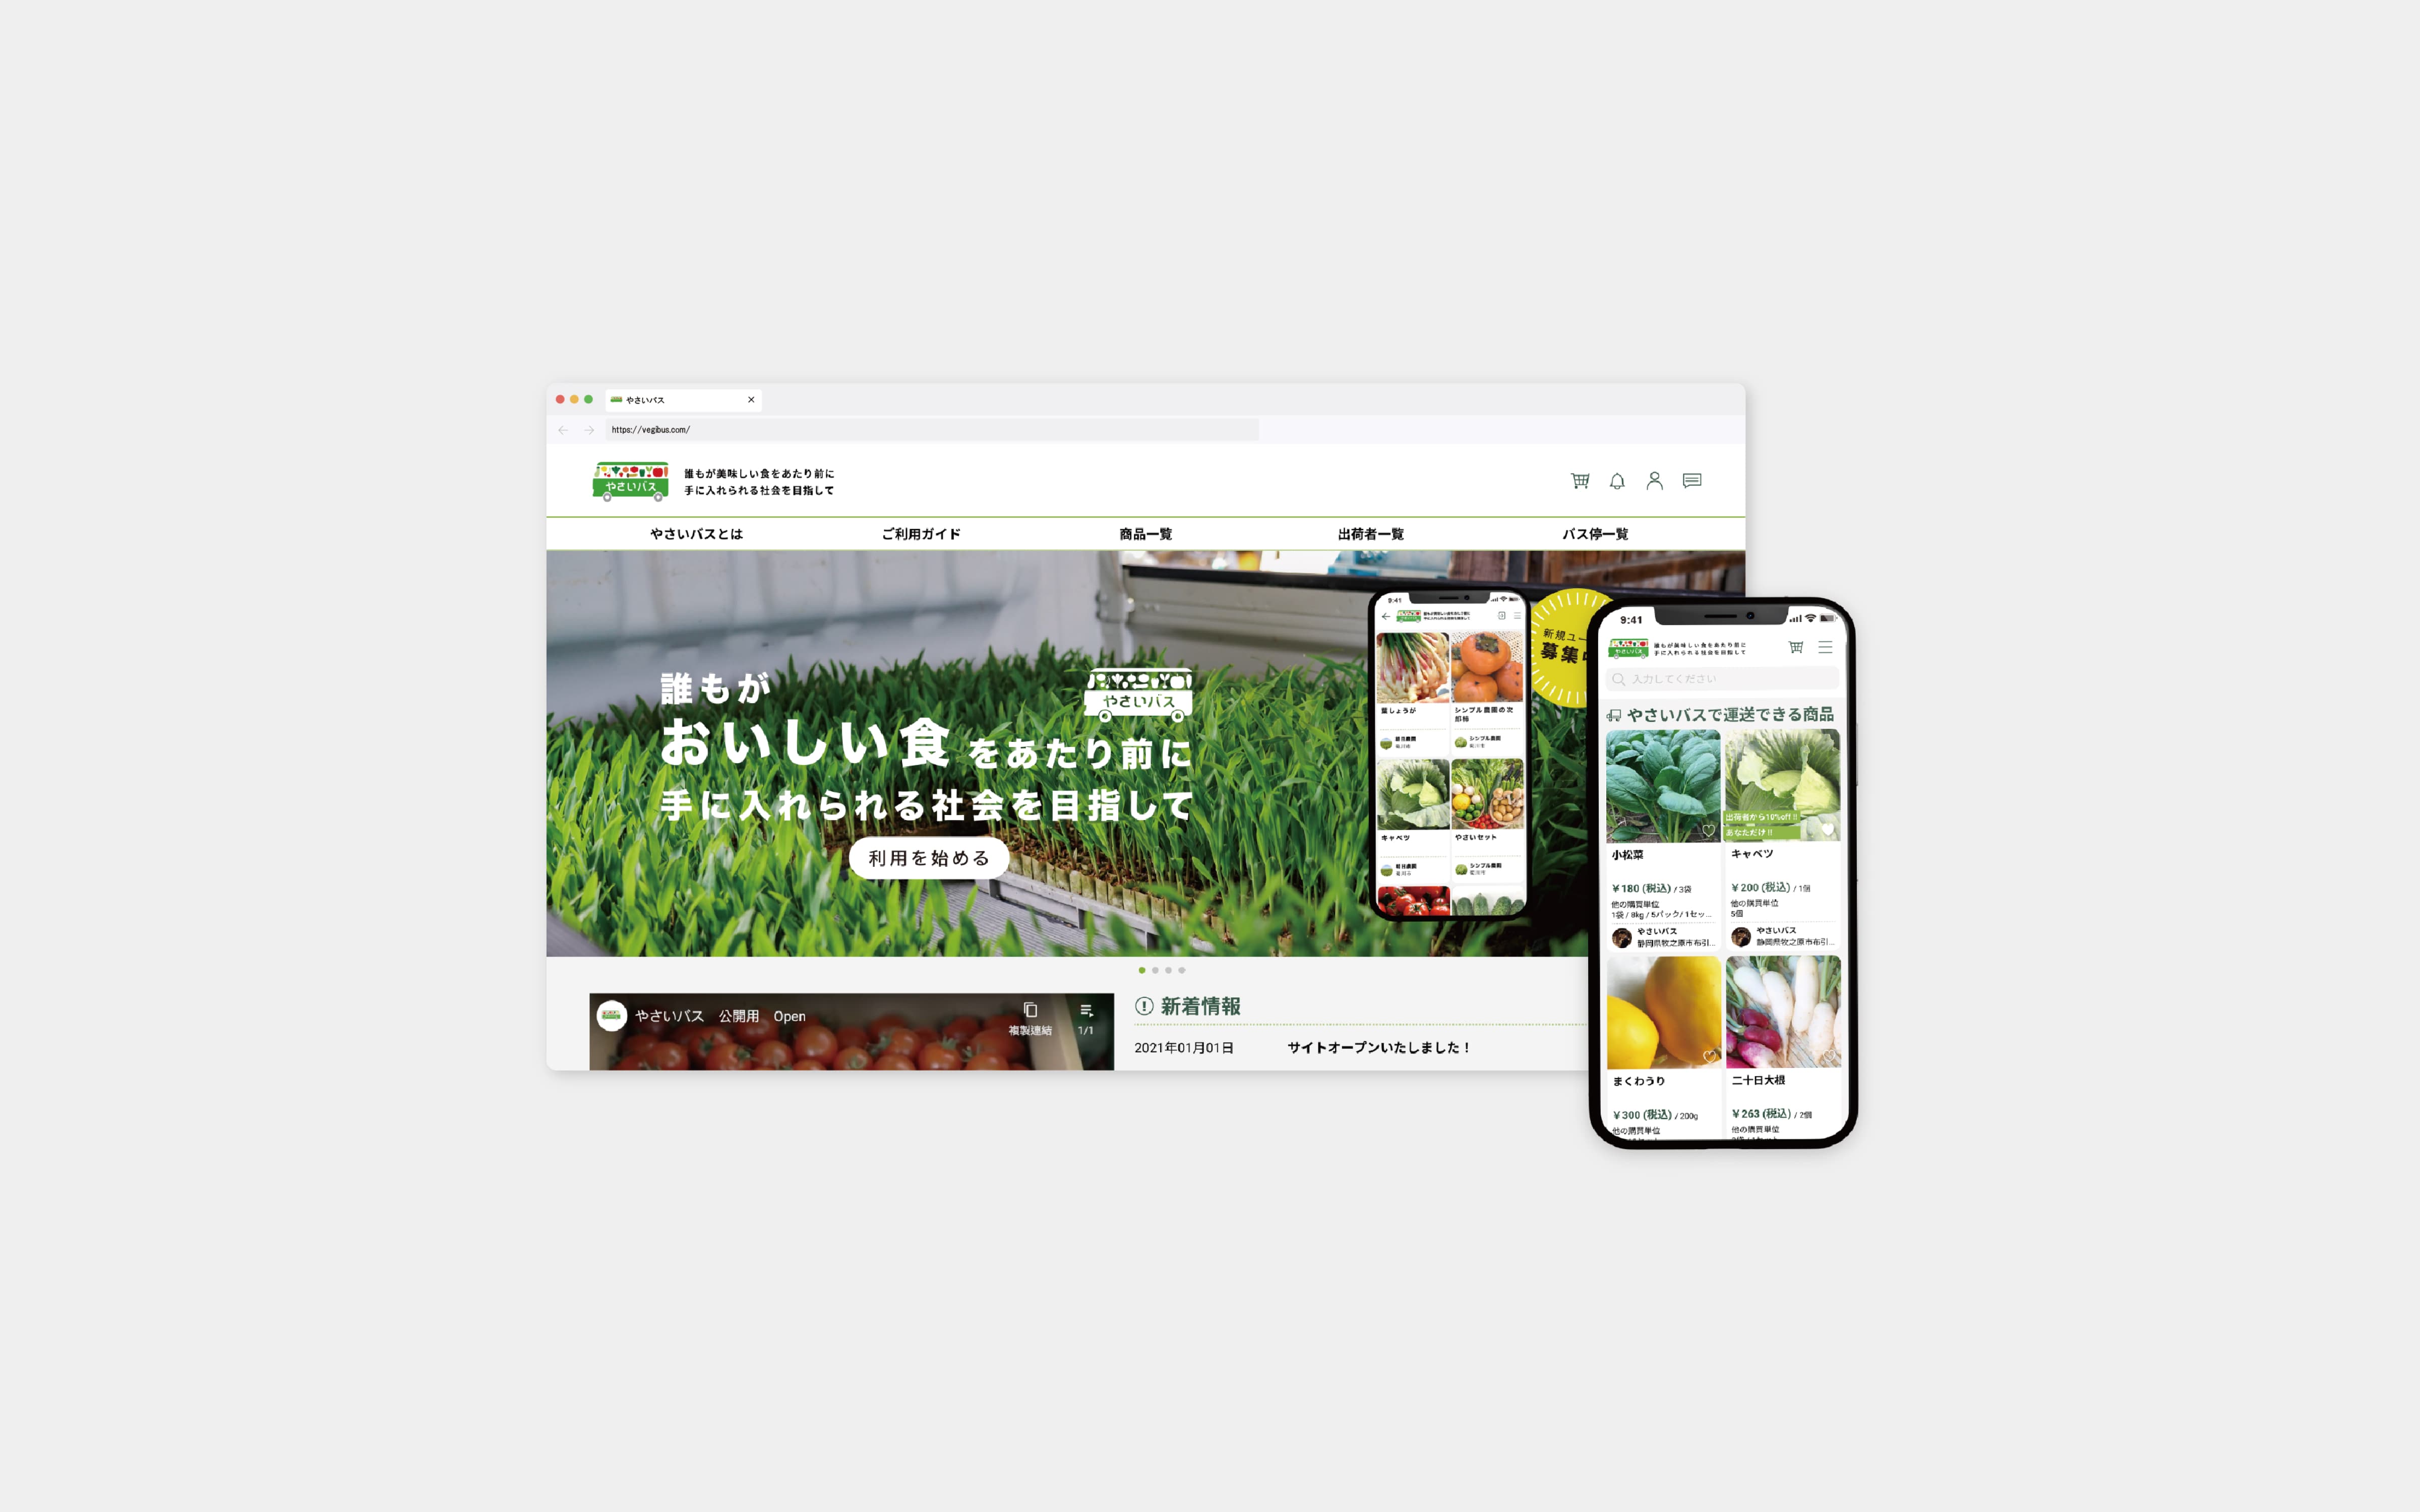 やさいバス
https://vegibus.com/
やさいバス
誰もが美味しい食をあたり前に
手に入れられる社会を目指して
やさいバスとは
ご利用ガイド
商品一覧
出荷者一覧
バス停一覧
誰もが
やさいバス
おいしい食をあたり前に
手に入れられる社会を目指して
利用を始める
9:41
葉しょうが
シンプル農園の次
郎柿
シンプル農園
キャベツ
やさいセット
シンプル農園
新規ユー
募集
やさいバス 公開用 Open
複製連結
1/1
新着情報
2021年01月01日
サイトオープンいたしました！
9:41
やさいバス
誰もが美味しい食をあたり前に
手に入れられる社会を目指して
入力してください
やさいバスで運送できる商品
出荷者から10%off !!
あなただけ !!
小松菜
キャベツ
¥180 (税込) / 3袋
¥200 (税込) / 1個
他の購買単位
他の購買単位
1袋 / 8kg / 5パック/ 1セッ...
5個
やさいバス
やさいバス
静岡県牧之原市布引...
静岡県牧之原市布引...
まくわうり
二十日大根
¥300 (税込) / 200g
¥263 (税込) / 2個
他の購買単位
他の購買単位